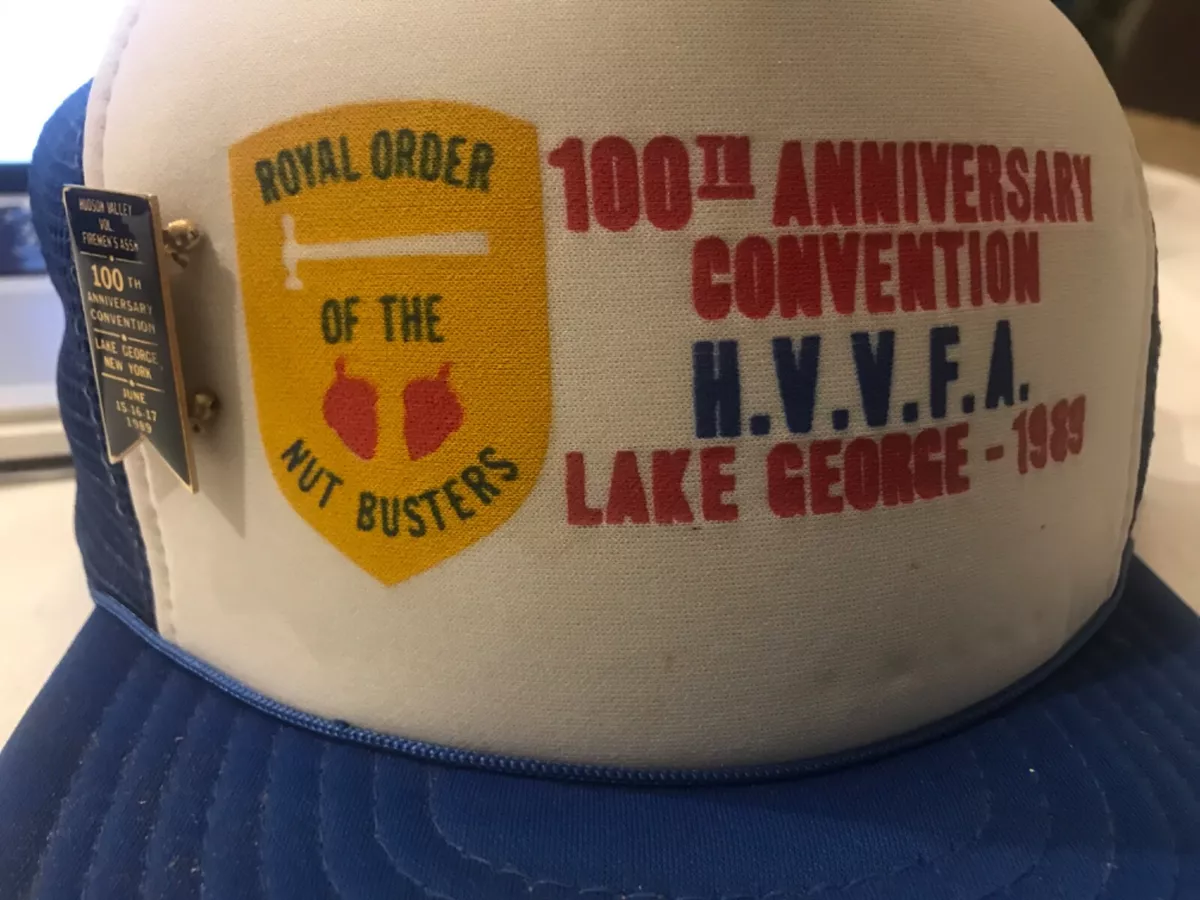 HUDSON VALLEY
VOL.
FIREMEN'S ASSN
100 TH
ANNIVERSARY
CONVENTION
LAKE GEORGE,
NEW YORK
JUNE
15-16-17
1989
ROYAL ORDER
OF THE
NUT BUSTERS
100TH ANNIVERSARY
CONVENTION
H.V.V.F.A.
LAKE GEORGE - 1989